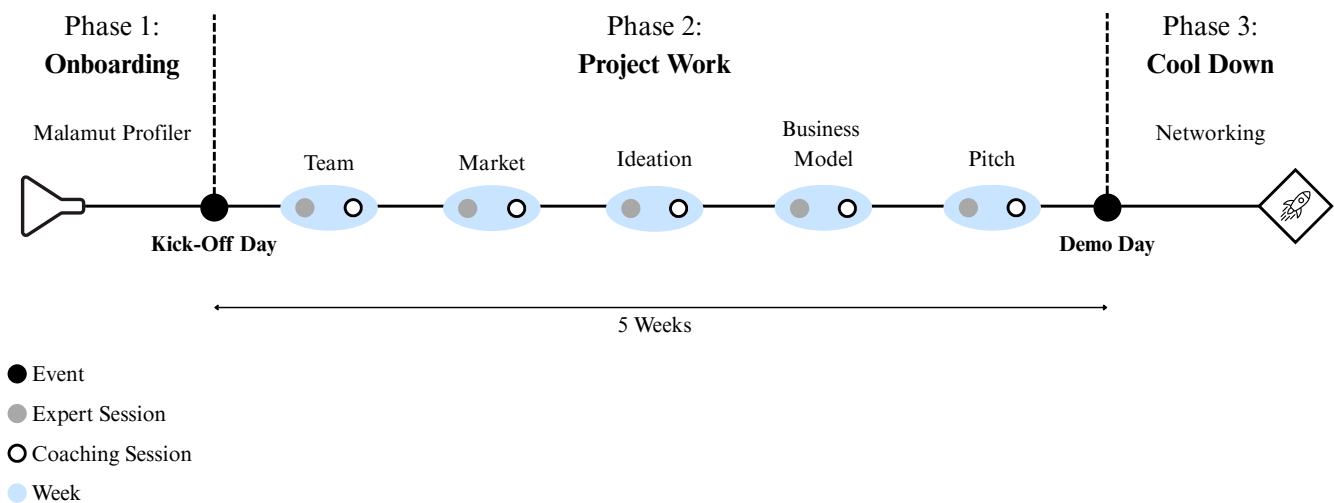 Phase 1:
Onboarding
Phase 2:
Project Work
Phase 3:
Cool Down
Malamut Profiler
Team
Market
Ideation
Business
Model
Pitch
Networking
Kick-Off Day
Demo Day
5 Weeks
Event
Expert Session
Coaching Session
Week